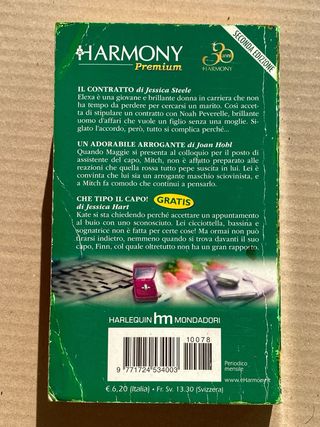 HARMONY
Premium
30 anni
HARMONY
SECONDA EDIZIONE
IL CONTRATTO di Jessica Steele
Elexa è una giovane e brillante donna in carriera che non
ha tempo da perdere per cercarsi un marito. Così accet-
ta di stipulare un contratto con Noah Peverelle, brillante
uomo d'affari che vuole un figlio senza una moglie. Si-
glato l'accordo, però, tutto si complica perché...
UN ADORABILE ARROGANTE di Joan Hohl
Quando Maggie si presenta al colloquio per il posto di
assistente del capo, Mitch, non è affatto preparato alle
reazioni che quella rossa tutto pepe suscita in lui. Lei è
convinta che lui sia un arrogante maschio sciovinista, e
a Mitch fa comodo che continui a pensarlo.
CHE TIPO IL CAPO! GRATIS
di Jessica Hart
Kate si sta chiedendo perché accettare un appuntamento
al buio con uno sconosciuto. Lei cicciottella, bassina e
sognatrice non è fatta per certe cose! Ma ormai non può
tirarsi indietro, nemmeno quando si trova davanti il suo
capo, Finn, col quale oltretutto non ha un gran rapporto.
HARLEQUIN hm MONDADORI
10078
9 771724 534003
Periodico
mensile
www.eHarmony.it
€ 6,20 (Italia) • Fr. Sv. 13.30 (Svizzera)